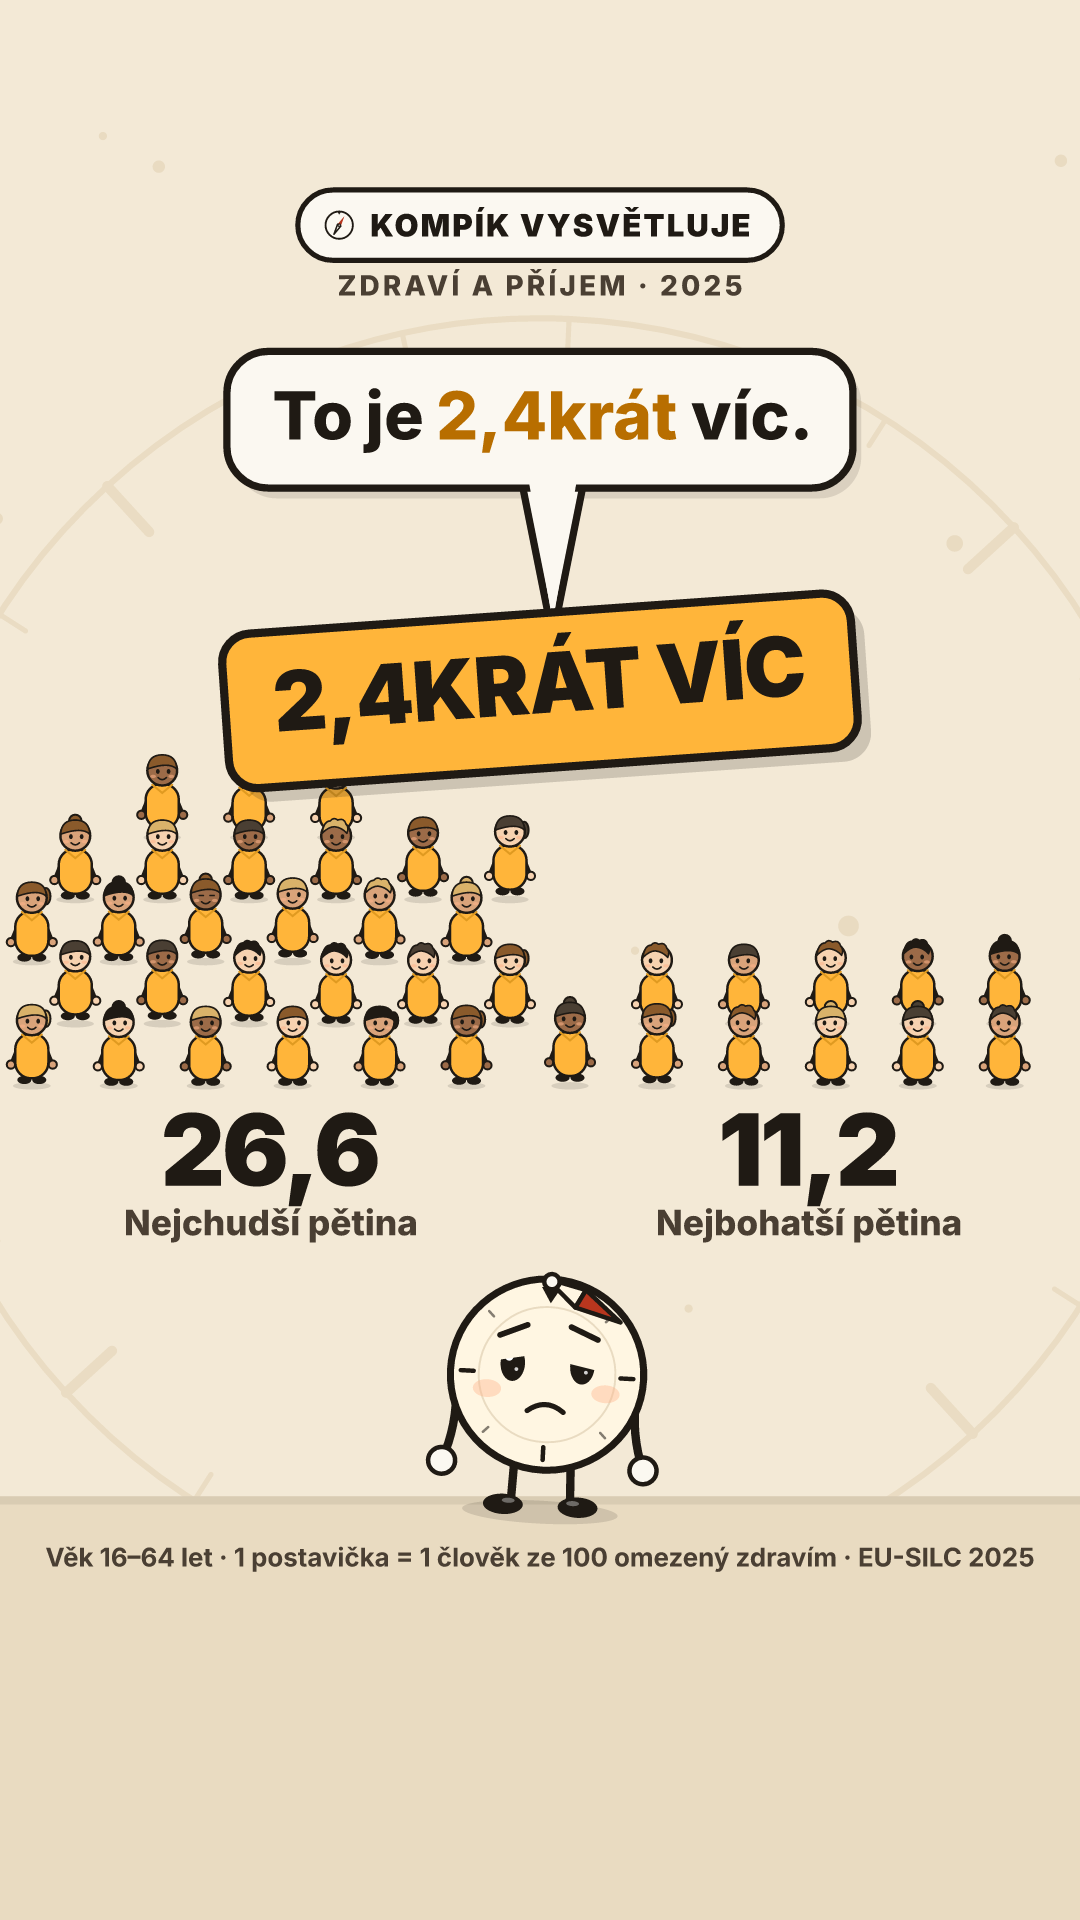 KOMPÍK VYSVĚTLUJE
ZDRAVÍ A PŘÍJEM · 2025
To je 2,4krát víc.
2,4KRÁT VÍC
26,6
Nejchudší pětina
11,2
Nejbohatší pětina
Věk 16–64 let · 1 postavička = 1 člověk ze 100 omezený zdravím · EU-SILC 2025